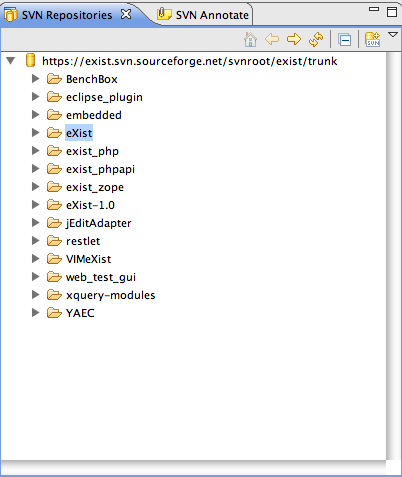 SVN Repositories SVN Annotate
SVN
https://exist.svn.sourceforge.net/svnroot/exist/trunk
BenchBox
eclipse_plugin
embedded
eXist
exist_php
exist_phpapi
exist_zope
eXist-1.0
jEditAdapter
restlet
VIMeXist
web_test_gui
xquery-modules
YAEC